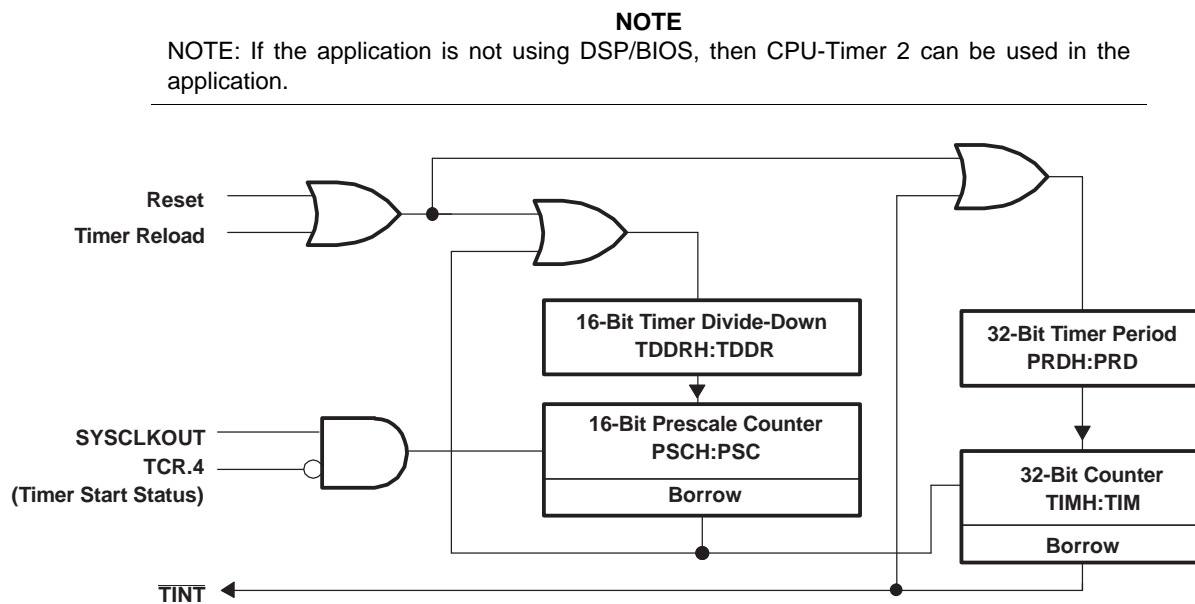 NOTE
NOTE: If the application is not using DSP/BIOS, then CPU-Timer 2 can be used in the
application.
Reset
Timer Reload
16-Bit Timer Divide-Down
TDDRH:TDDR
32-Bit Timer Period
PRDH:PRD
SYSCLKOUT
TCR.4
(Timer Start Status)
16-Bit Prescale Counter
PSCH:PSC
Borrow
32-Bit Counter
TIMH:TIM
Borrow
TINT